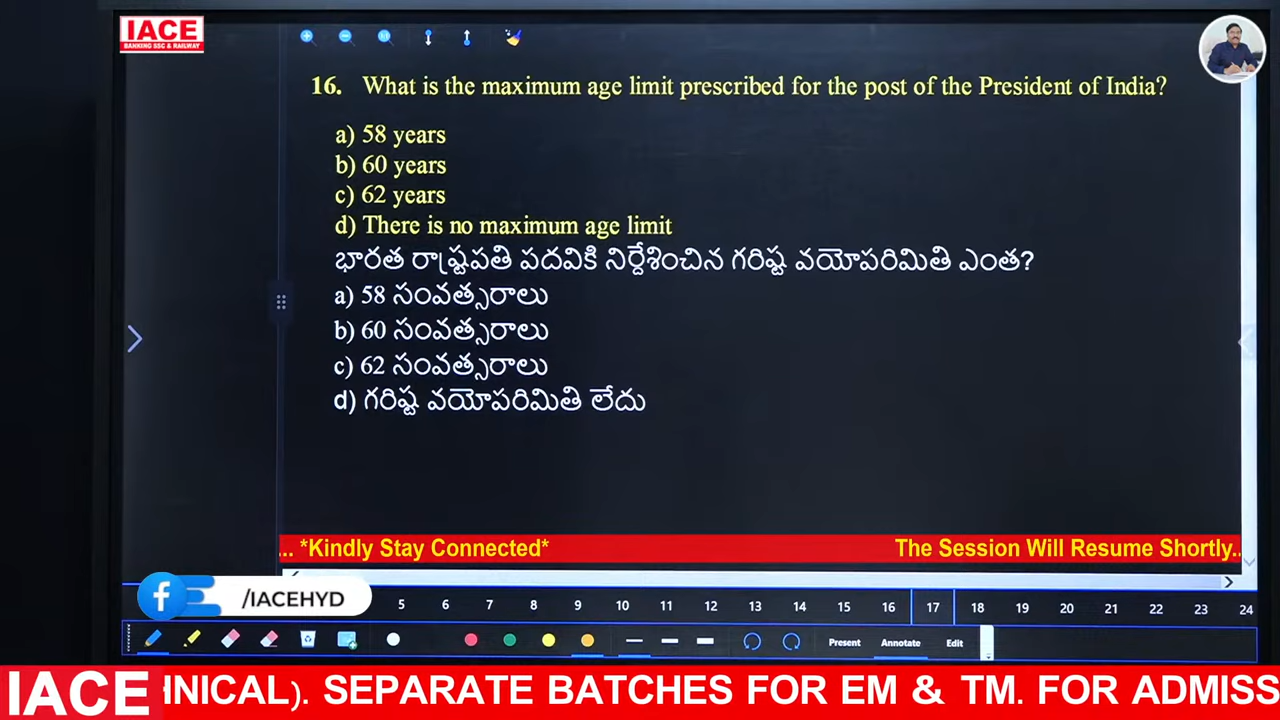 IACE
BANKING SSC & RAILWAY
16. What is the maximum age limit prescribed for the post of the President of India?
a) 58 years
b) 60 years
c) 62 years
d) There is no maximum age limit
భారత రాష్ట్రపతి పదవికి నిర్దేశించిన గరిష్ట వయోపరిమితి ఎంత?
a) 58 సంవత్సరాలు
b) 60 సంవత్సరాలు
c) 62 సంవత్సరాలు
d) గరిష్ట వయోపరిమితి లేదు
... *Kindly Stay Connected* The Session Will Resume Shortly..
f /IACEHYD
5 6 7 8 9 10 11 12 13 14 15 16 17 18 19 20 21 22 23 24
Present Annotate Edit
IACE HNICAL). SEPARATE BATCHES FOR EM & TM. FOR ADMISS